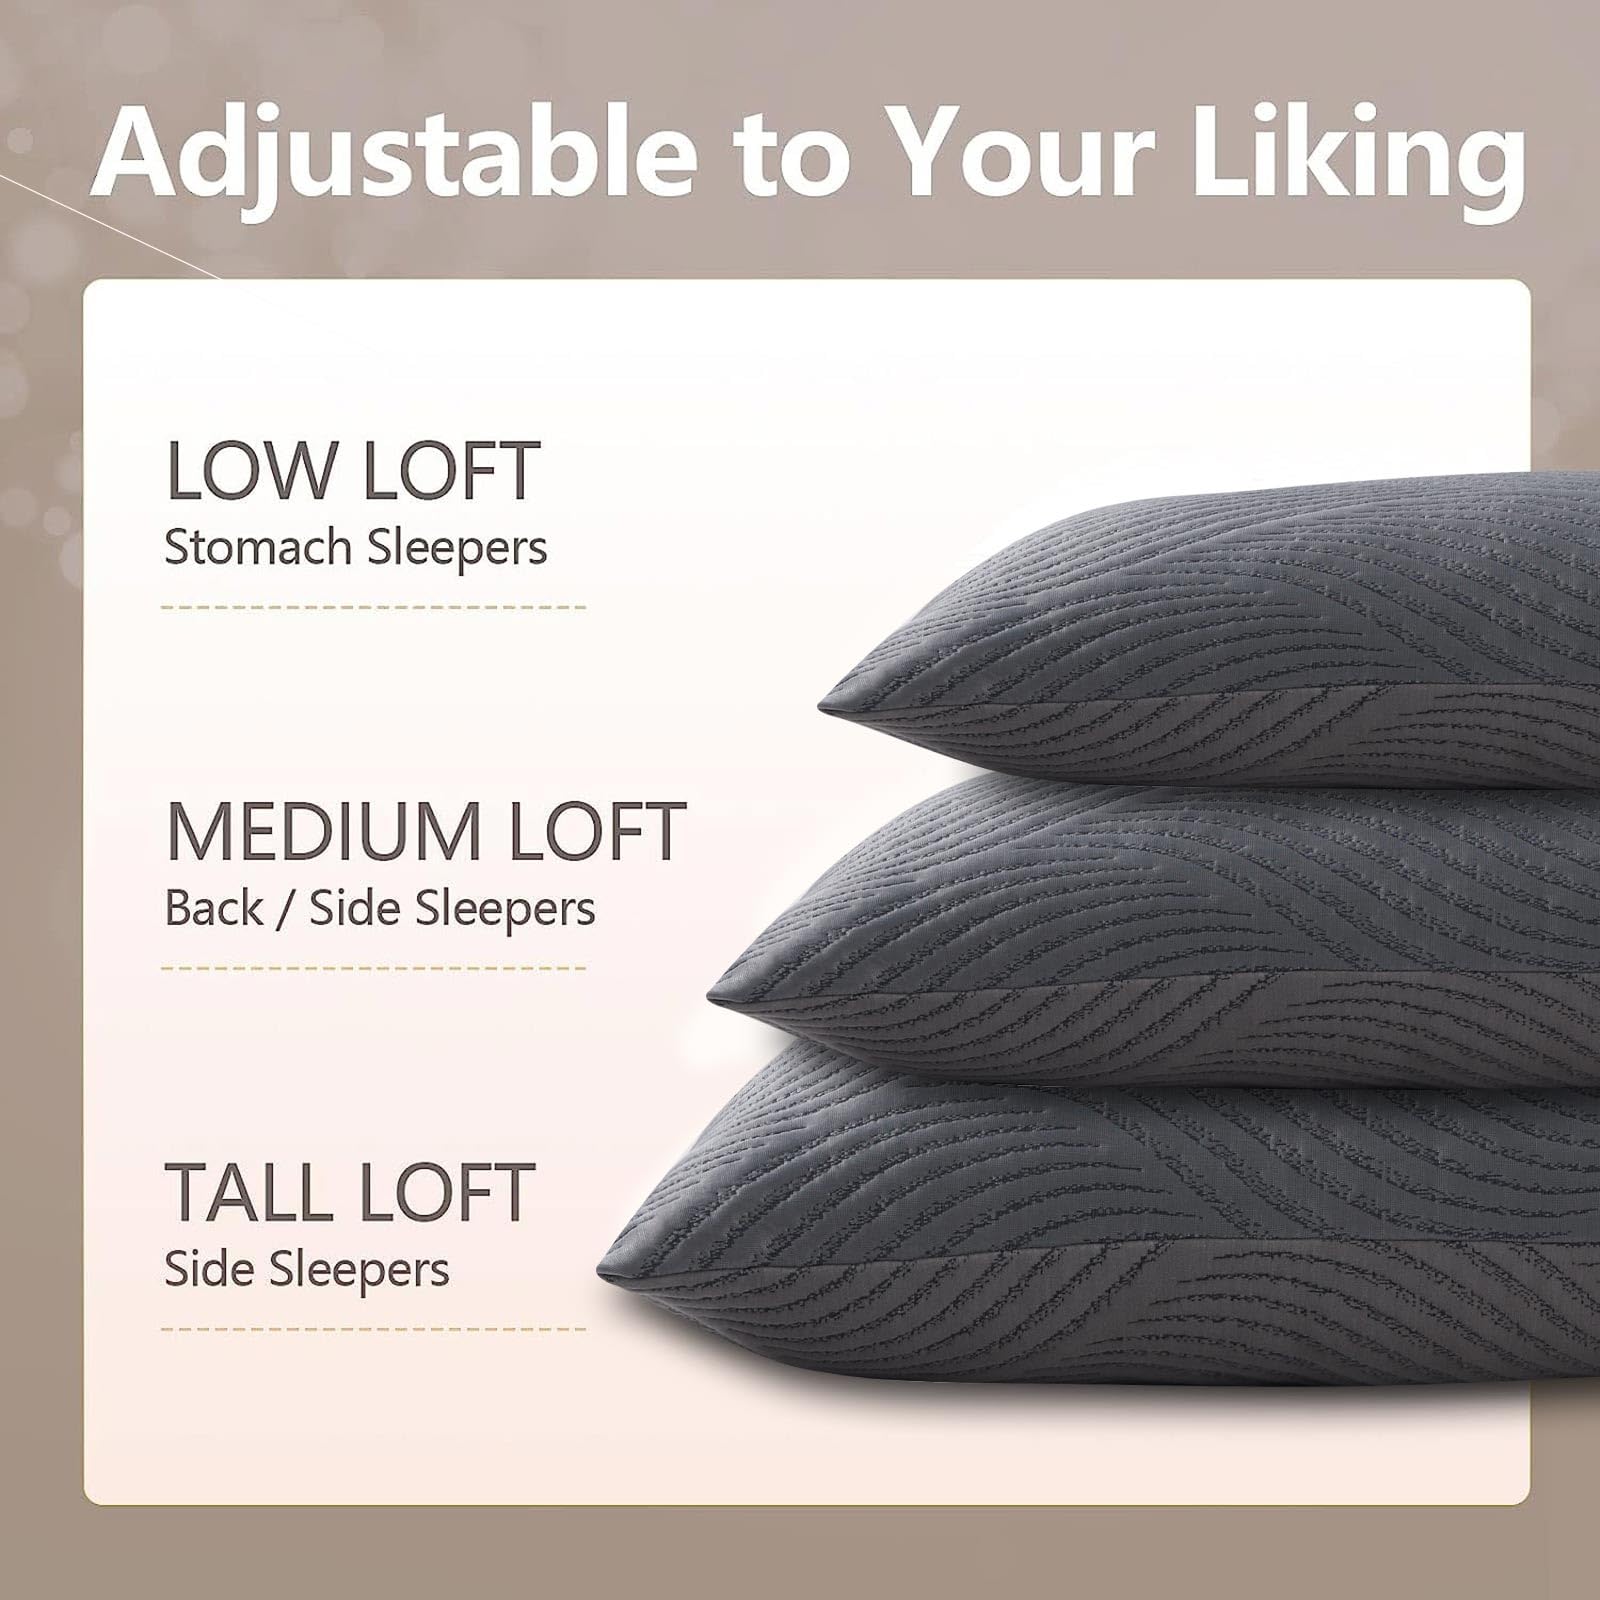 Adjustable to Your Liking
LOW LOFT
Stomach Sleepers
MEDIUM LOFT
Back / Side Sleepers
TALL LOFT
Side Sleepers